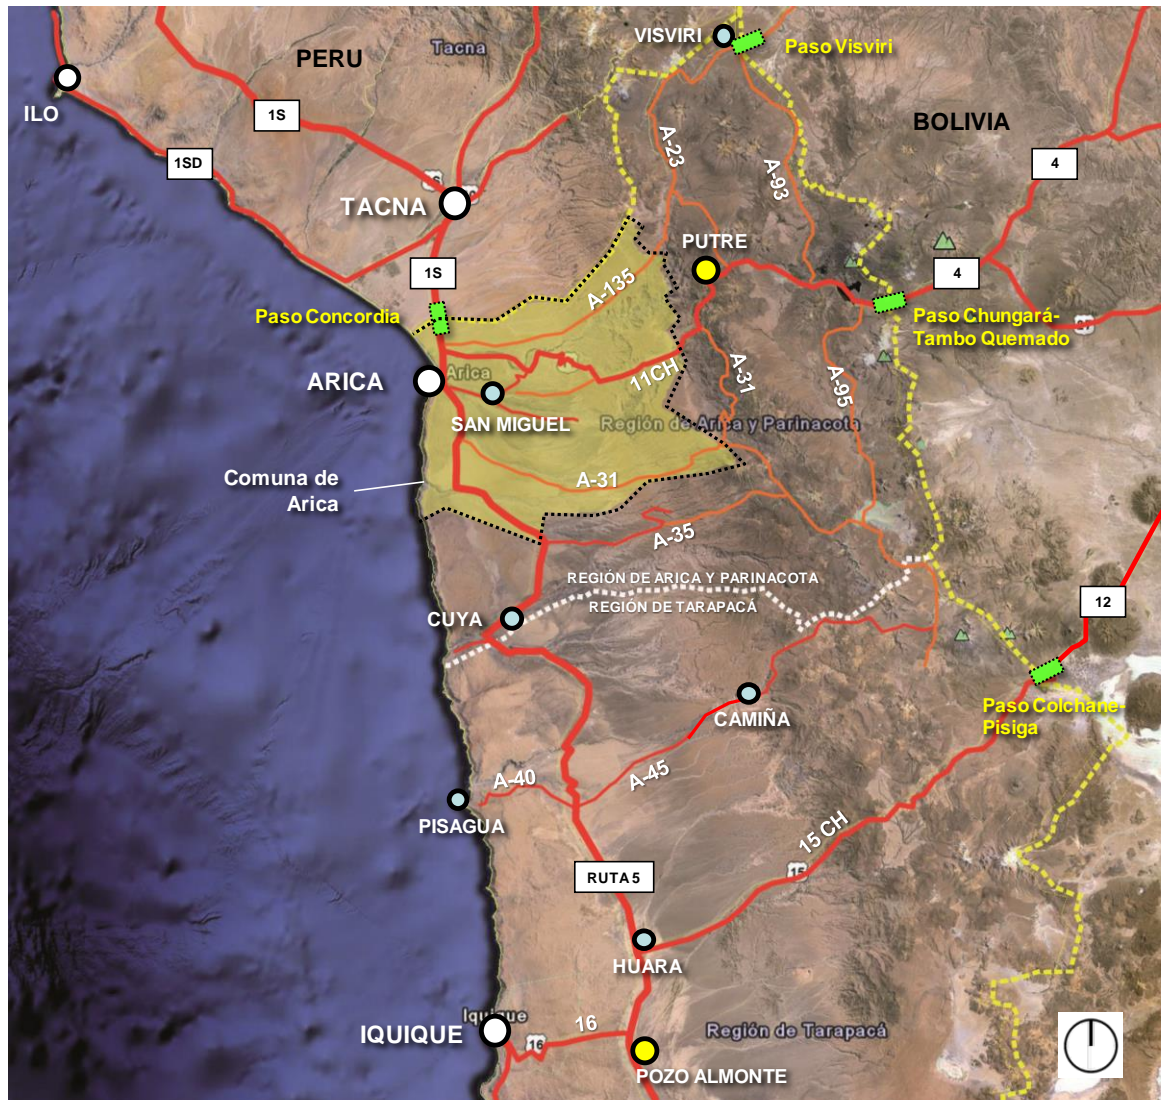 VISVIRI
Paso Visviri
Tacna
PERU
ILO
1S
BOLIVIA
1SD
A-23
4
A-93
TACNA
PUTRE
1S
4
A-135
Paso Concordia
Paso Chungará-
Tambo Quemado
ARICA
Arica
11CH
A-31
A-95
SAN MIGUEL
Región de Arica y Parinacota
Comuna de
Arica
A-31
A-35
REGIÓN DE ARICA Y PARINACOTA
REGIÓN DE TARAPACÁ
12
CUYA
CAMIÑA
Paso Colchane-
Pisiga
A-40
A-45
PISAGUA
15 CH
15
RUTA 5
HUARA
Iquique
IQUIQUE
16
16
Región de Tarapacá
POZO ALMONTE